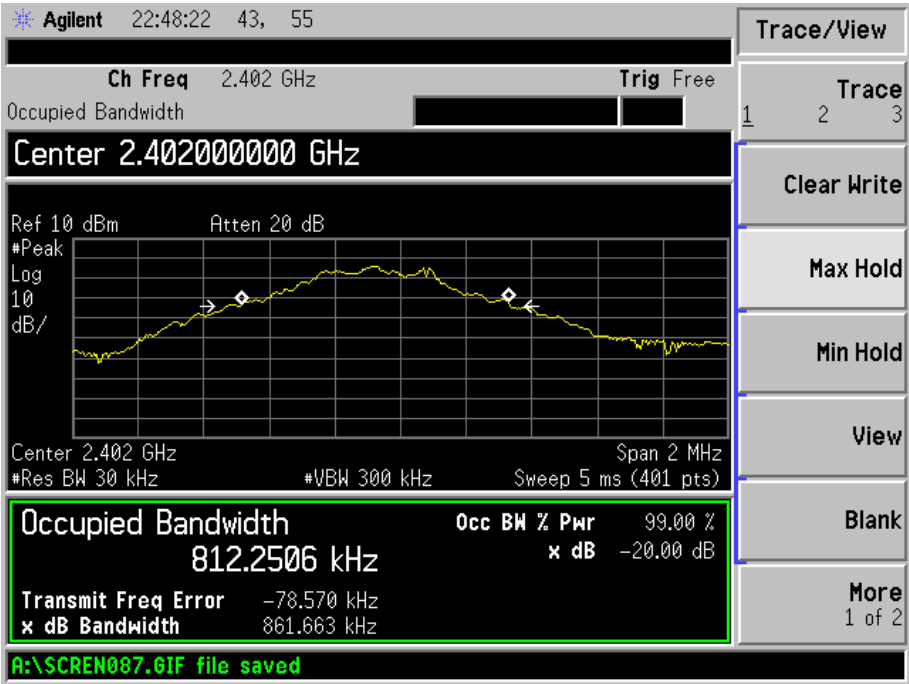 Agilent 22:48:22 43, 55
Trace/View
Ch Freq 2.402 GHz Trig Free
Occupied Bandwidth
Trace
1 2 3
Center 2.402000000 GHz
Clear Write
Ref 10 dBm Atten 20 dB
#Peak
Log
10
dB/
Max Hold
Min Hold
Center 2.402 GHz Span 2 MHz
#Res BW 30 kHz #VBW 300 kHz Sweep 5 ms (401 pts)
View
Occupied Bandwidth
812.2506 kHz
Occ BW % Pwr 99.00 %
x dB -20.00 dB
Blank
Transmit Freq Error -78.570 kHz
x dB Bandwidth 861.663 kHz
More
1 of 2
A:\SCREN087.GIF file saved